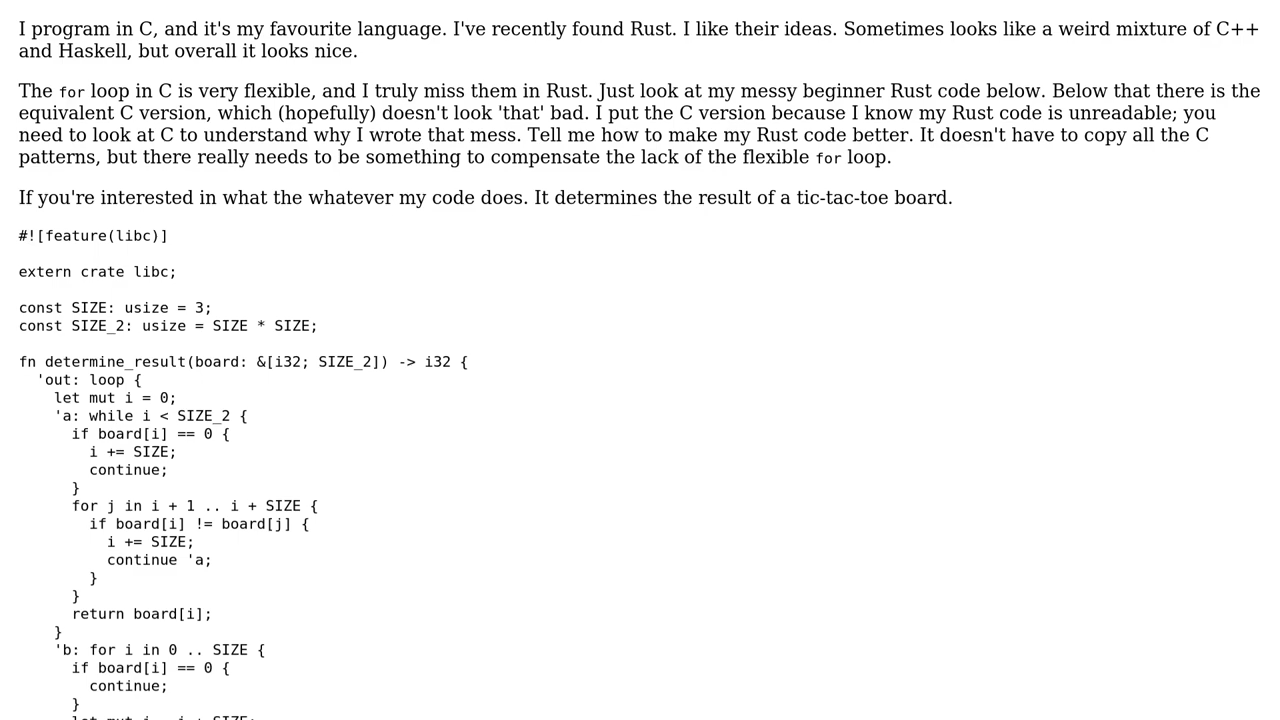 I program in C, and it's my favourite language. I've recently found Rust. I like their ideas. Sometimes looks like a weird mixture of C++
and Haskell, but overall it looks nice.
The for loop in C is very flexible, and I truly miss them in Rust. Just look at my messy beginner Rust code below. Below that there is the
equivalent C version, which (hopefully) doesn't look 'that' bad. I put the C version because I know my Rust code is unreadable; you
need to look at C to understand why I wrote that mess. Tell me how to make my Rust code better. It doesn't have to copy all the C
patterns, but there really needs to be something to compensate the lack of the flexible for loop.
If you're interested in what the whatever my code does. It determines the result of a tic-tac-toe board.
#![feature(libc)]
extern crate libc;
const SIZE: usize = 3;
const SIZE_2: usize = SIZE * SIZE;
fn determine_result(board: &[i32; SIZE_2]) -> i32 {
  'out: loop {
    let mut i = 0;
    'a: while i < SIZE_2 {
      if board[i] == 0 {
        i += SIZE;
        continue;
      }
      for j in i + 1 .. i + SIZE {
        if board[i] != board[j] {
          i += SIZE;
          continue 'a;
        }
      }
      return board[i];
    }
    'b: for i in 0 .. SIZE {
      if board[i] == 0 {
        continue;
      }